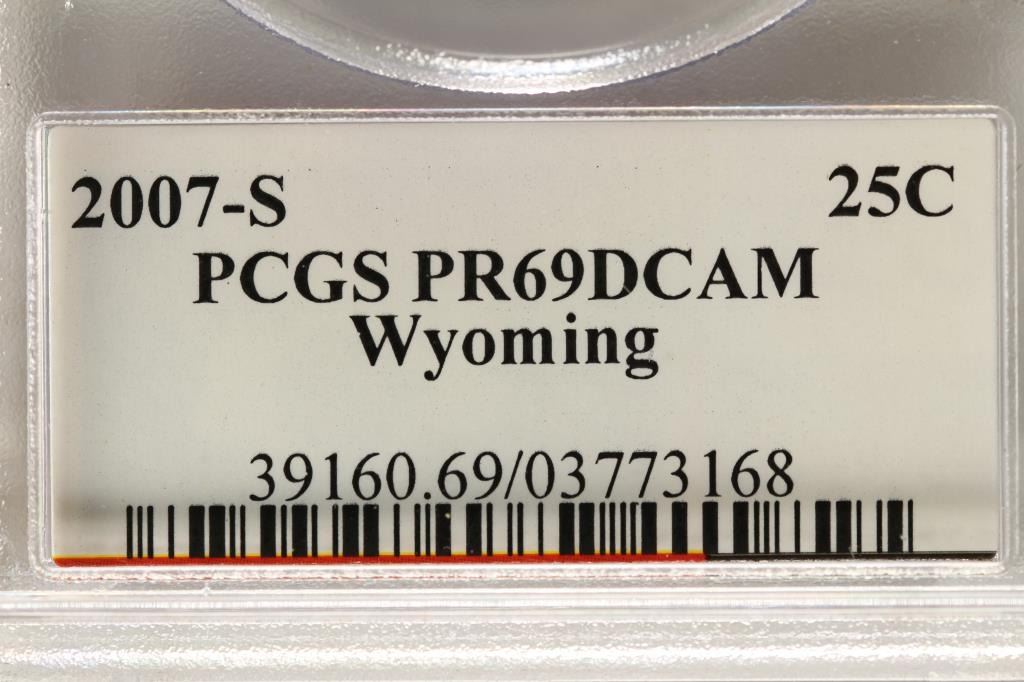 2007-S 25C
PCGS PR69DCAM
Wyoming
39160.69/03773168